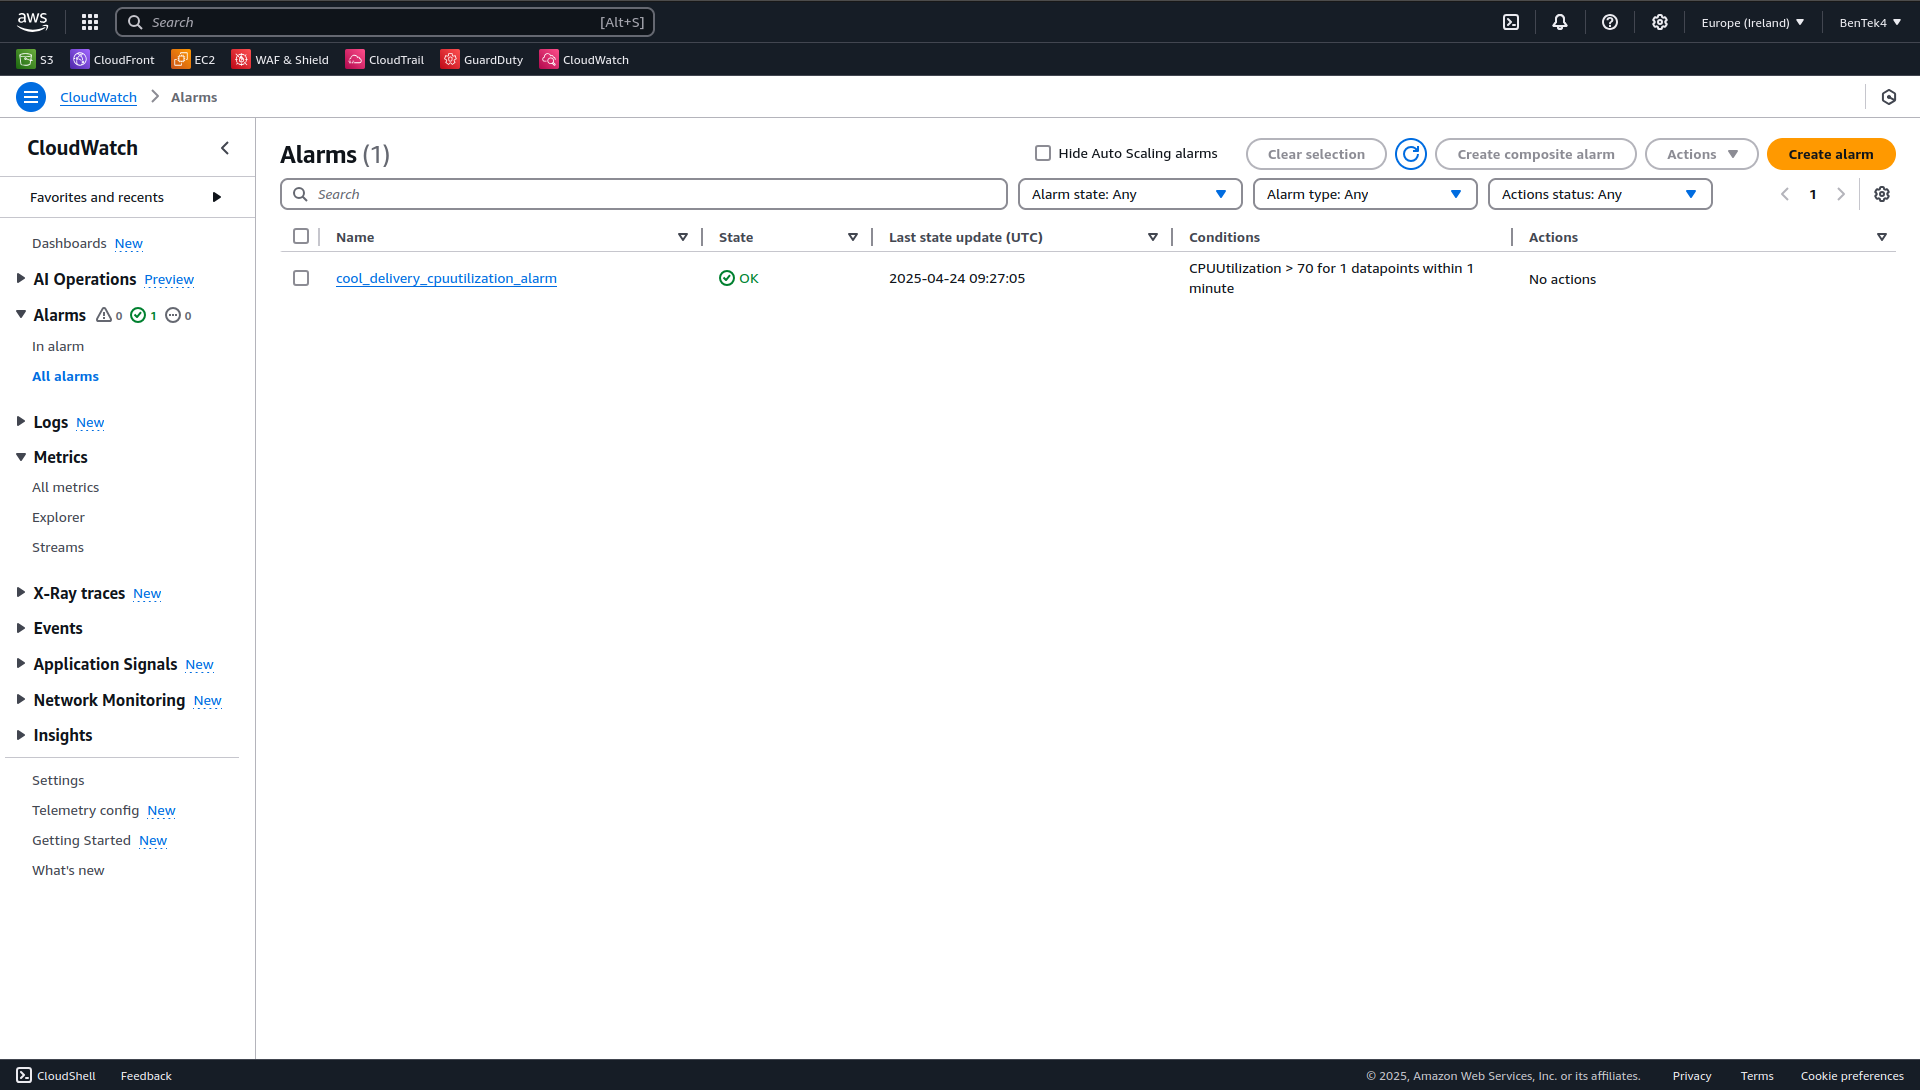 aws
Search [Alt+S]
Europe (Ireland) BenTek4
S3 CloudFront EC2 WAF & Shield CloudTrail GuardDuty CloudWatch
CloudWatch > Alarms
CloudWatch
Favorites and recents
Dashboards New
AI Operations Preview
Alarms 0 1 0
In alarm
All alarms
Logs New
Metrics
All metrics
Explorer
Streams
X-Ray traces New
Events
Application Signals New
Network Monitoring New
Insights
Settings
Telemetry config New
Getting Started New
What's new
Alarms (1)
Hide Auto Scaling alarms Clear selection Create composite alarm Actions Create alarm
Search Alarm state: Any Alarm type: Any Actions status: Any 1
Name State Last state update (UTC) Conditions Actions
cool_delivery_cpuutilization_alarm OK 2025-04-24 09:27:05 CPUUtilization > 70 for 1 datapoints within 1
minute No actions
CloudShell Feedback © 2025, Amazon Web Services, Inc. or its affiliates. Privacy Terms Cookie preferences